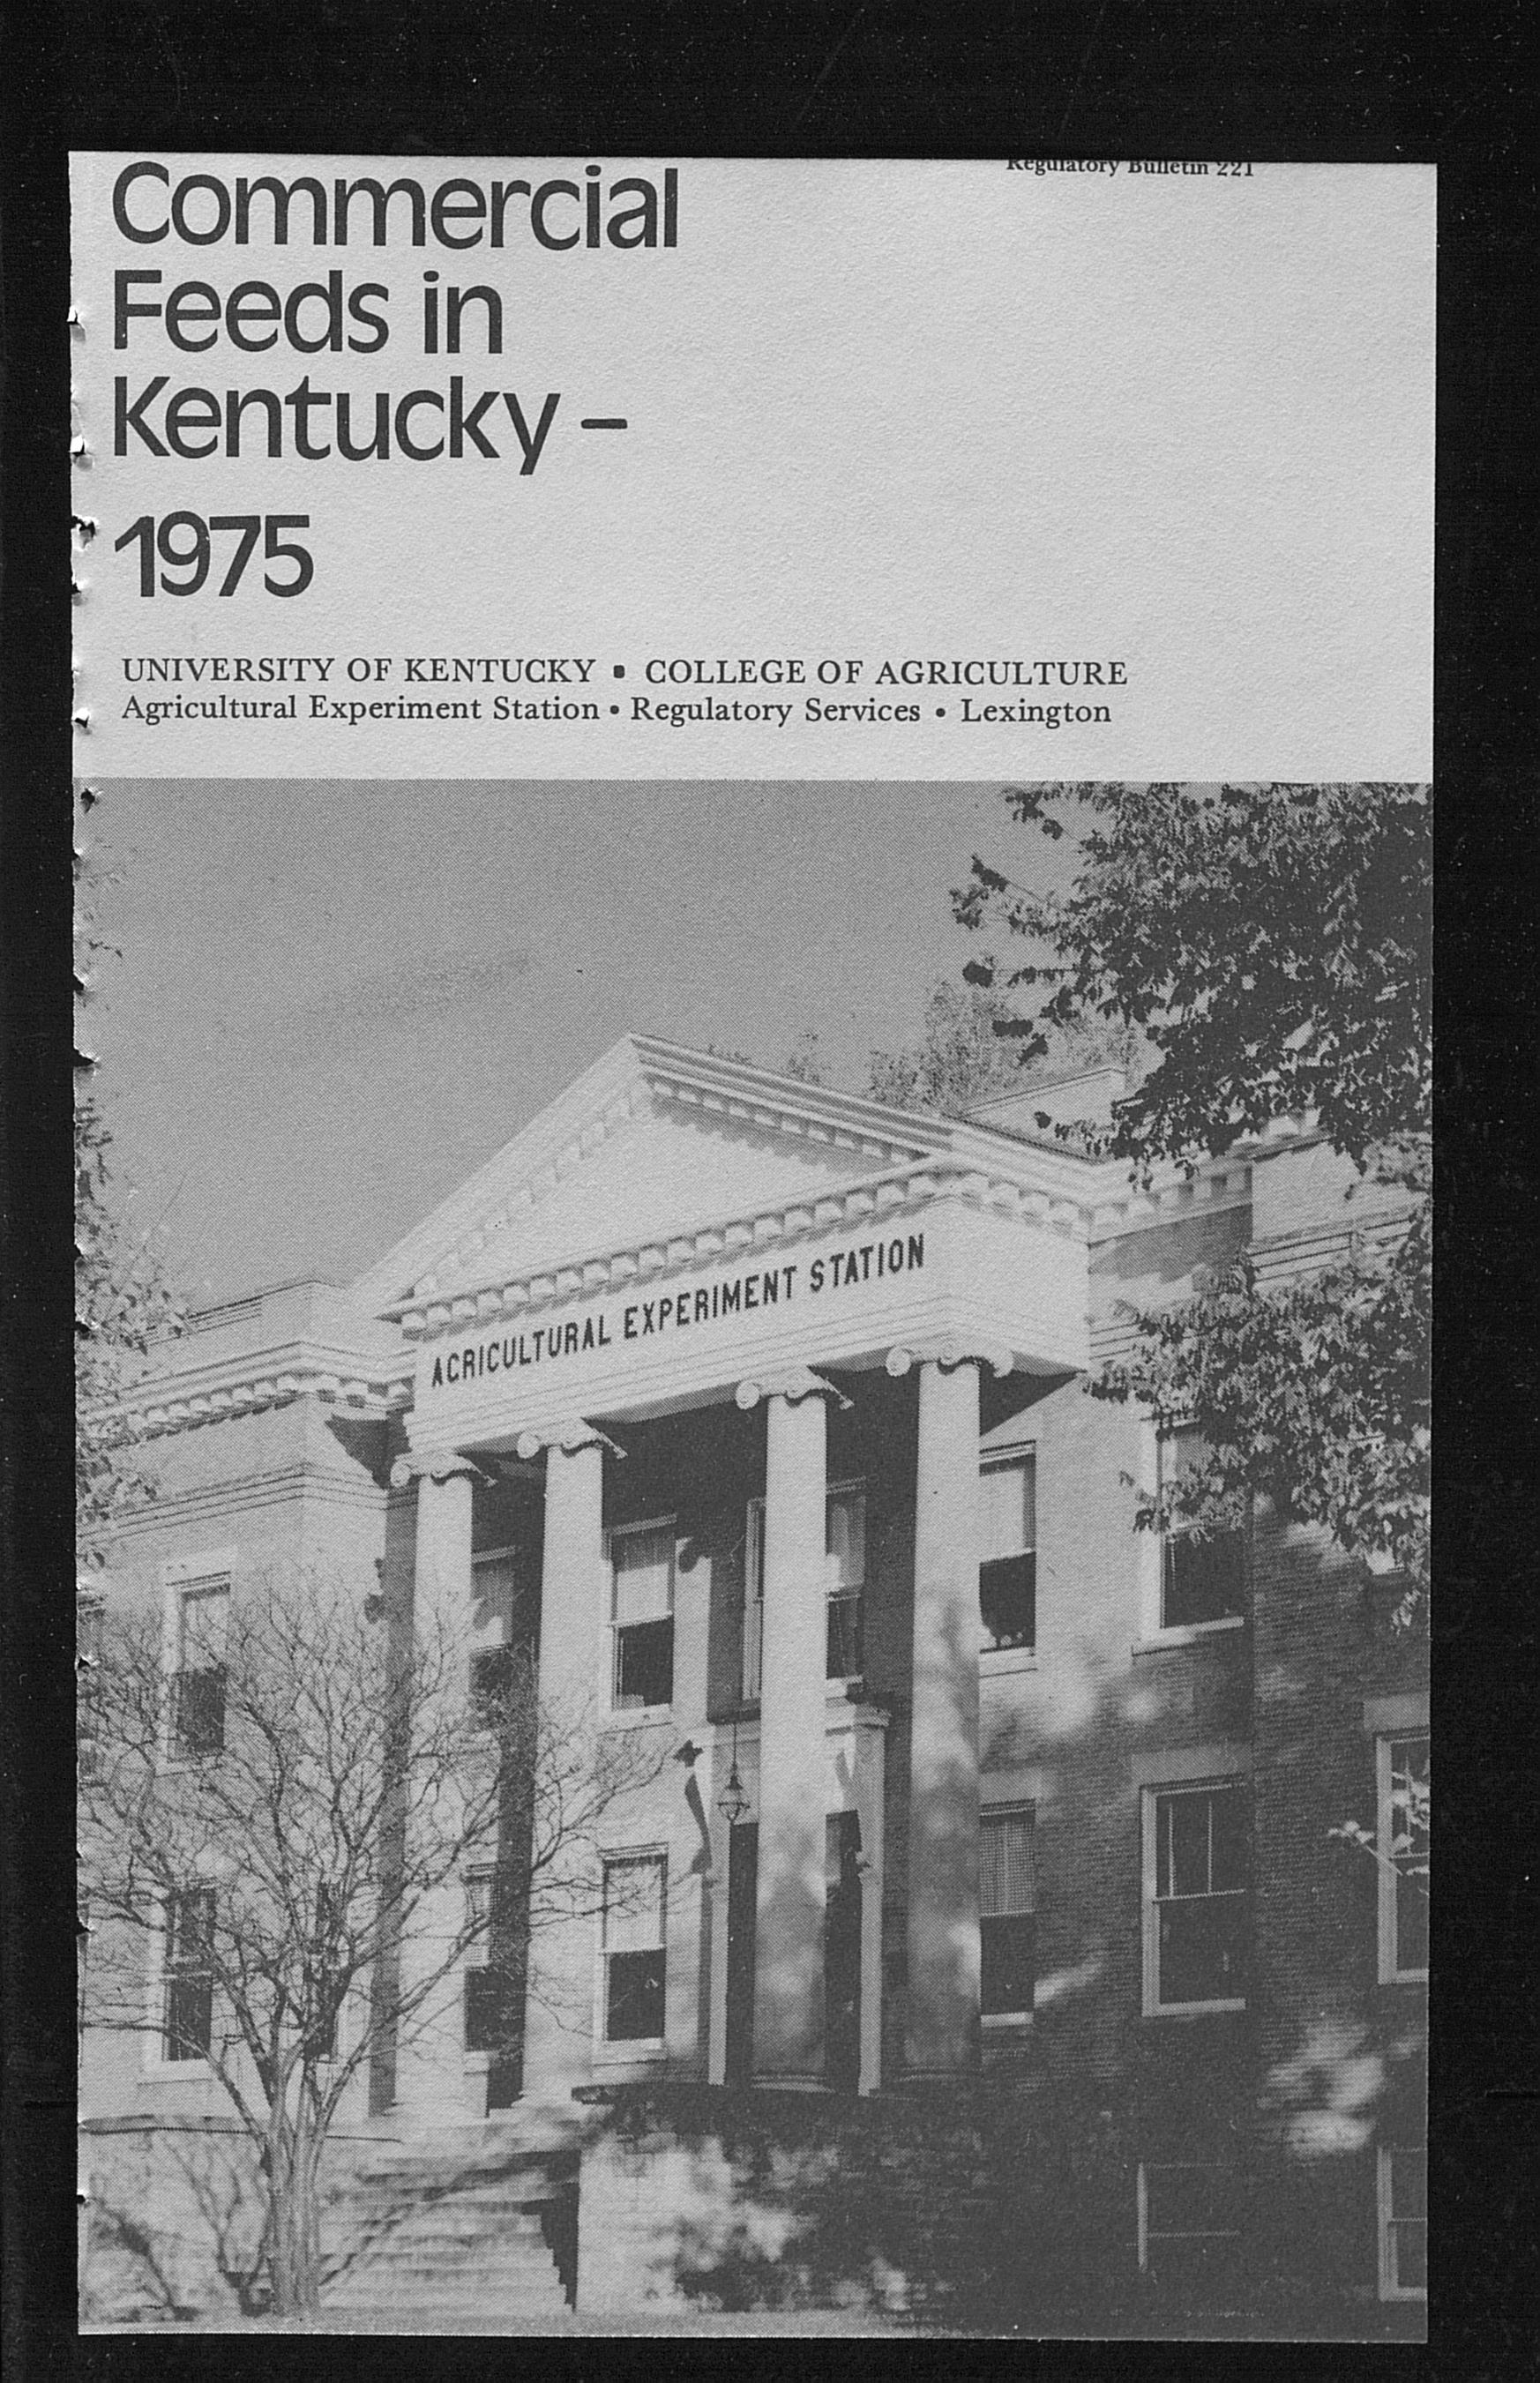 Regulatory Bulletin 221
Commercial
Feeds in
Kentucky –
1975
UNIVERSITY OF KENTUCKY ▪ COLLEGE OF AGRICULTURE
Agricultural Experiment Station • Regulatory Services • Lexington
AGRICULTURAL EXPERIMENT STATION